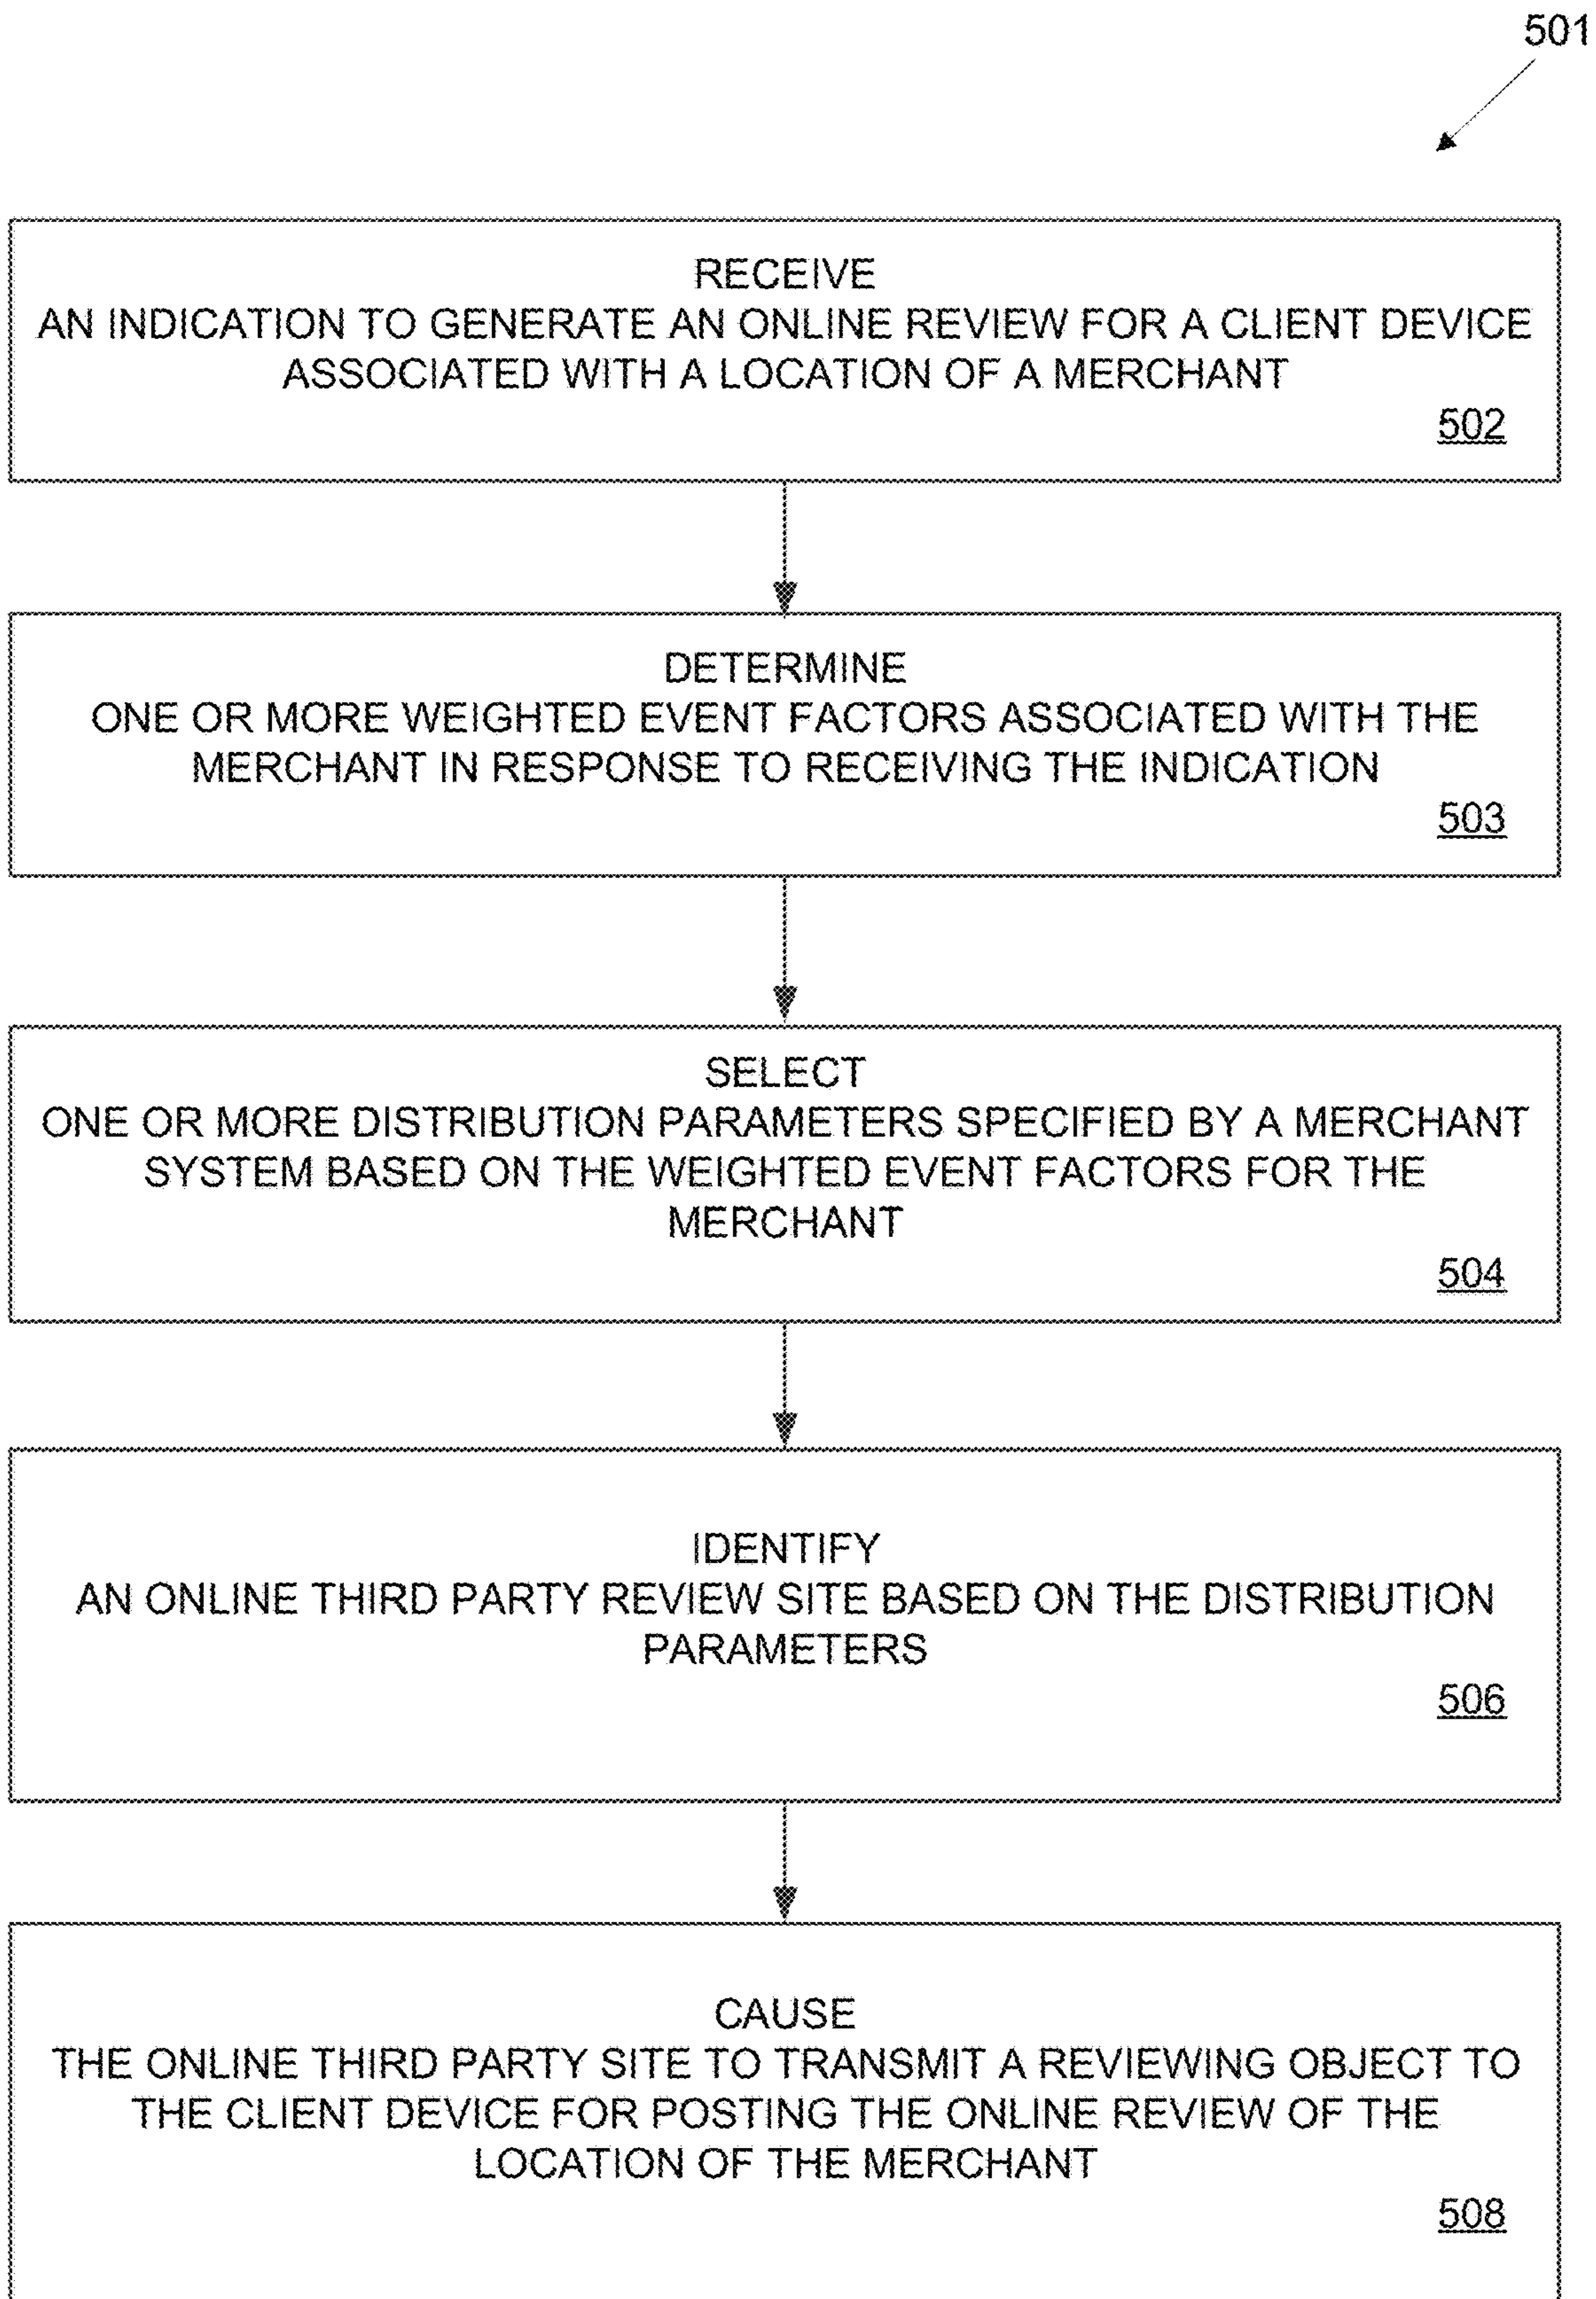 501
RECEIVE
AN INDICATION TO GENERATE AN ONLINE REVIEW FOR A CLIENT DEVICE
ASSOCIATED WITH A LOCATION OF A MERCHANT
502
DETERMINE
ONE OR MORE WEIGHTED EVENT FACTORS ASSOCIATED WITH THE
MERCHANT IN RESPONSE TO RECEIVING THE INDICATION
503
SELECT
ONE OR MORE DISTRIBUTION PARAMETERS SPECIFIED BY A MERCHANT
SYSTEM BASED ON THE WEIGHTED EVENT FACTORS FOR THE
MERCHANT
504
IDENTIFY
AN ONLINE THIRD PARTY REVIEW SITE BASED ON THE DISTRIBUTION
PARAMETERS
506
CAUSE
THE ONLINE THIRD PARTY SITE TO TRANSMIT A REVIEWING OBJECT TO
THE CLIENT DEVICE FOR POSTING THE ONLINE REVIEW OF THE
LOCATION OF THE MERCHANT
508